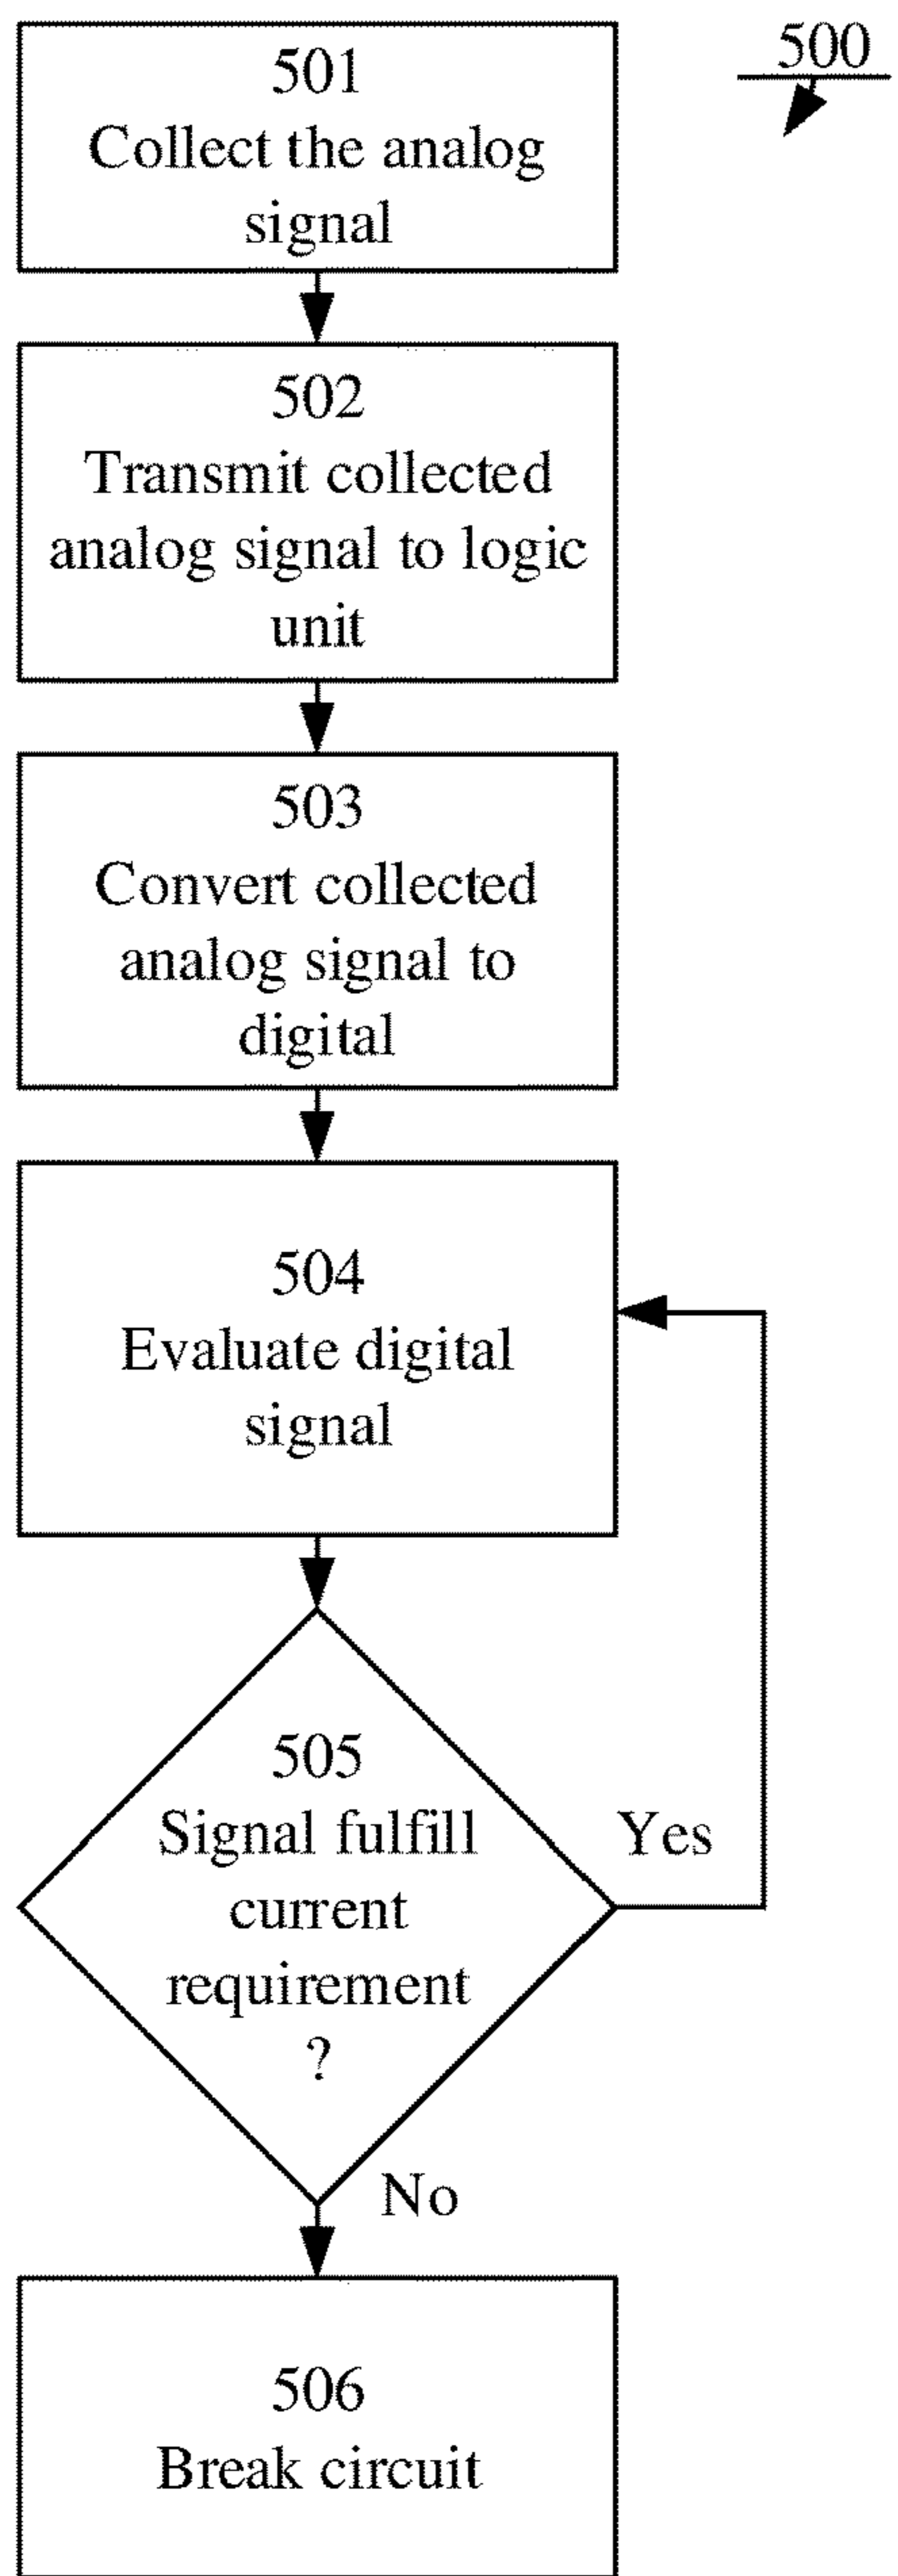 500
501
Collect the analog
signal
502
Transmit collected
analog signal to logic
unit
503
Convert collected
analog signal to
digital
504
Evaluate digital
signal
505
Signal fulfill
current
requirement
?
Yes
No
506
Break circuit